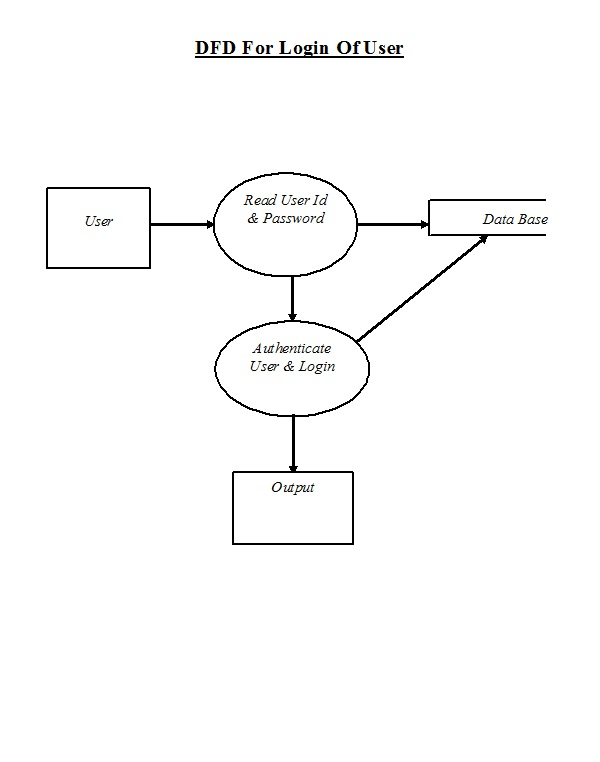 DFD For Login Of User
User
Read User Id
& Password
Data Base
Authenticate
User & Login
Output